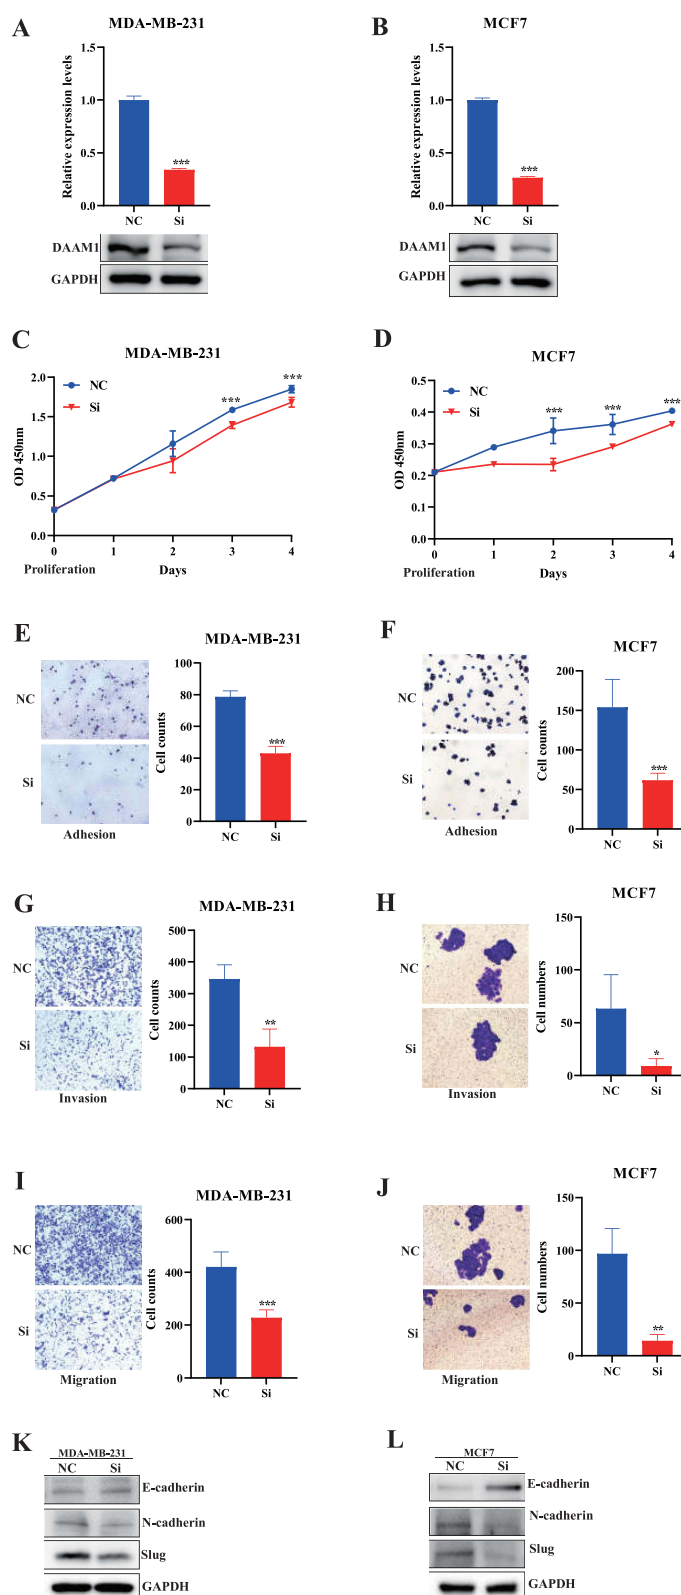 A
MDA-MB-231
Relative expression levels
1.5
1.0
0.5
0.0
***
NC
Si
DAAM1
GAPDH
B
MCF7
Relative expression levels
1.5
1.0
0.5
0.0
***
NC
Si
DAAM1
GAPDH
C
MDA-MB-231
OD 450nm
2.0
1.5
1.0
0.5
0.0
NC
Si
***
***
0 1 2 3 4
Proliferation
Days
D
MCF7
OD 450nm
0.5
0.4
0.3
0.2
0.1
0.0
NC
Si
***
***
***
0 1 2 3 4
Proliferation
Days
E
MDA-MB-231
NC
Si
Adhesion
Cell counts
80
60
40
20
0
***
NC
Si
F
MCF7
NC
Si
Adhesion
Cell counts
200
150
100
50
0
***
NC
Si
G
MDA-MB-231
NC
Si
Invasion
Cell counts
500
400
300
200
100
0
**
NC
Si
H
MCF7
NC
Si
Invasion
Cell numbers
150
100
50
0
*
NC
Si
I
MDA-MB-231
NC
Si
Migration
Cell counts
600
400
200
0
***
NC
Si
J
MCF7
NC
Si
Migration
Cell numbers
150
100
50
0
**
NC
Si
K
MDA-MB-231
NC Si
E-cadherin
N-cadherin
Slug
GAPDH
L
MCF7
NC Si
E-cadherin
N-cadherin
Slug
GAPDH